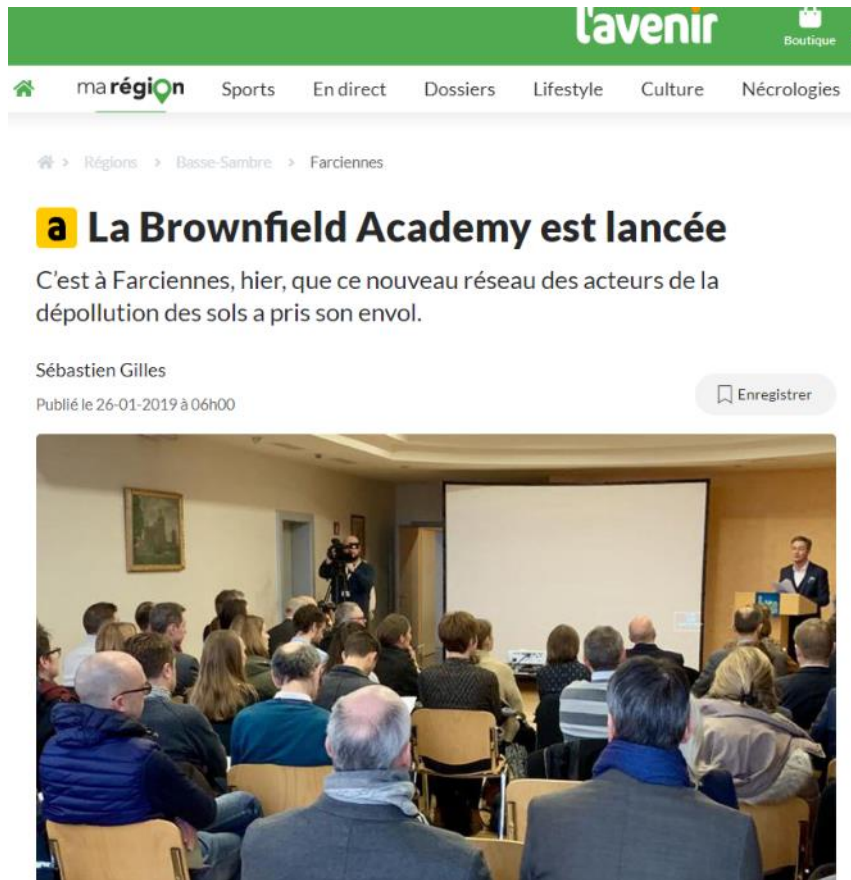 l'avenir
Boutique
ma région Sports En direct Dossiers Lifestyle Culture Nécrologies
Régions > Basse-Sambre > Farciennes
a La Brownfield Academy est lancée
C'est à Farciennes, hier, que ce nouveau réseau des acteurs de la
dépollution des sols a pris son envol.
Sébastien Gilles
Publié le 26-01-2019 à 06h00
Enregistrer